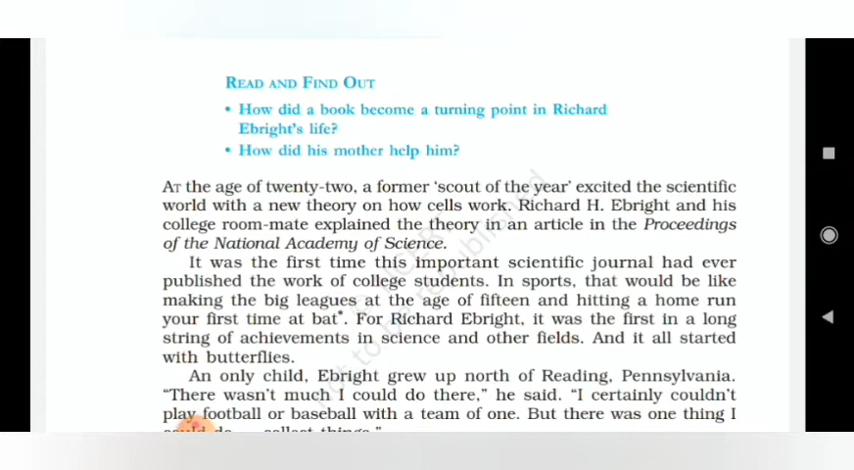 READ AND FIND OUT
• How did a book become a turning point in Richard
Ebright's life?
• How did his mother help him?
AT the age of twenty-two, a former ‘scout of the year’ excited the scientific
world with a new theory on how cells work. Richard H. Ebright and his
college room-mate explained the theory in an article in the Proceedings
of the National Academy of Science.
It was the first time this important scientific journal had ever
published the work of college students. In sports, that would be like
making the big leagues at the age of fifteen and hitting a home run
your first time at bat*. For Richard Ebright, it was the first in a long
string of achievements in science and other fields. And it all started
with butterflies.
An only child, Ebright grew up north of Reading, Pennsylvania.
“There wasn’t much I could do there,” he said. “I certainly couldn’t
play football or baseball with a team of one. But there was one thing I
could do — collect things.”
not to be republished